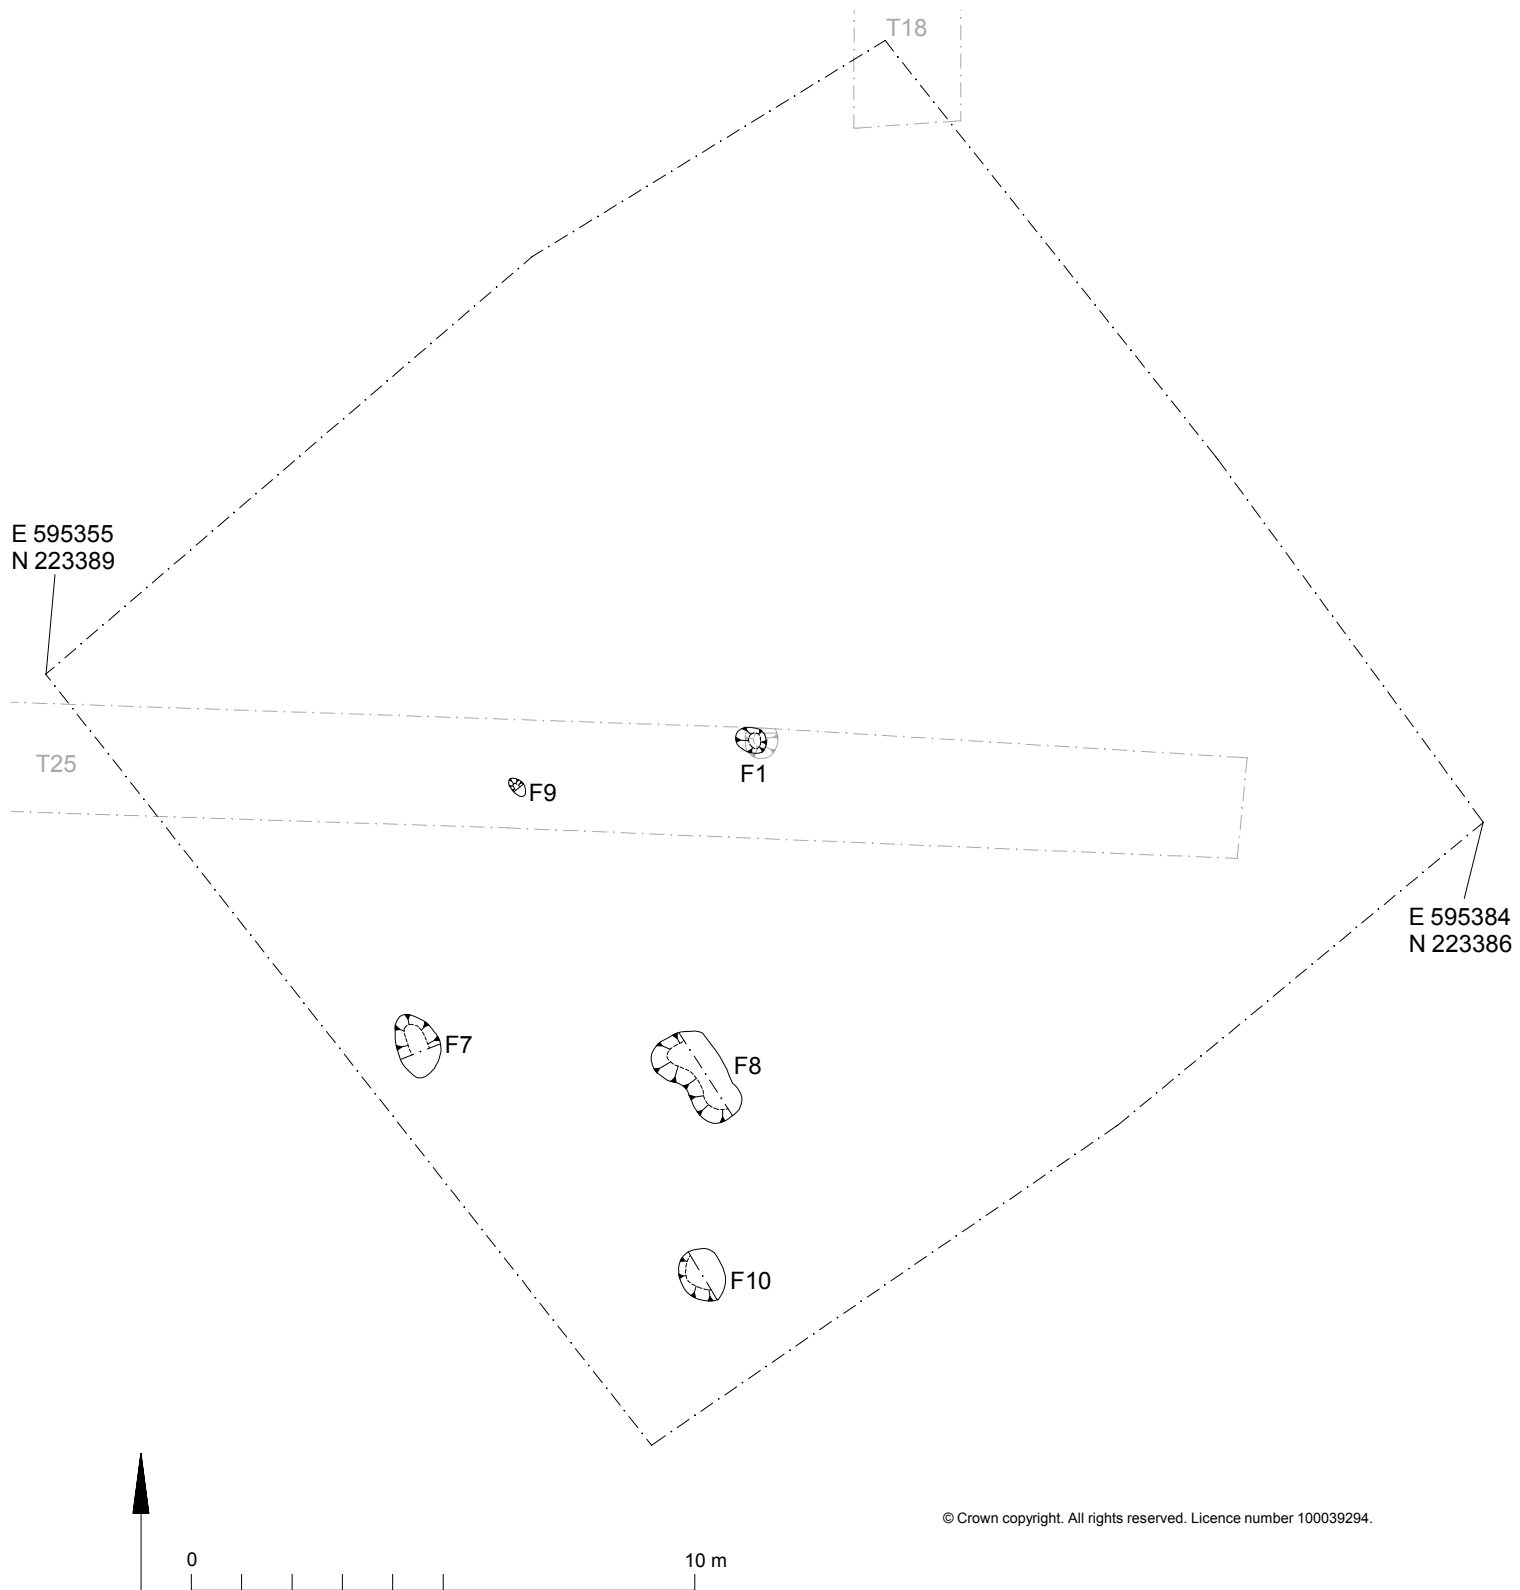 T18
E 595355
N 223389
T25
F1
F9
E 595384
N 223386
F7
F8
F10
© Crown copyright. All rights reserved. Licence number 100039294.
0 10 m